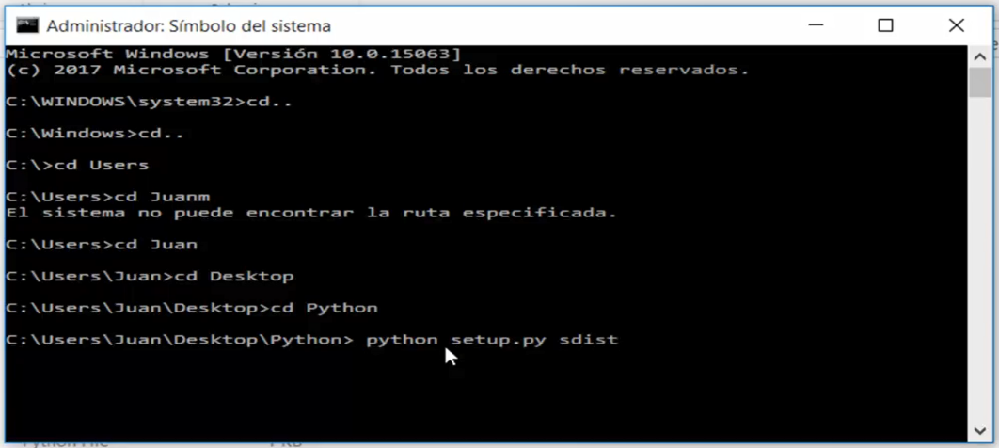 Administrador: Símbolo del sistema
Microsoft Windows [Versión 10.0.15063]
(c) 2017 Microsoft Corporation. Todos los derechos reservados.
C:\WINDOWS\system32>cd..
C:\Windows>cd..
C:\>cd Users
C:\Users>cd Juanm
El sistema no puede encontrar la ruta especificada.
C:\Users>cd Juan
C:\Users\Juan>cd Desktop
C:\Users\Juan\Desktop>cd Python
C:\Users\Juan\Desktop\Python> python setup.py sdist